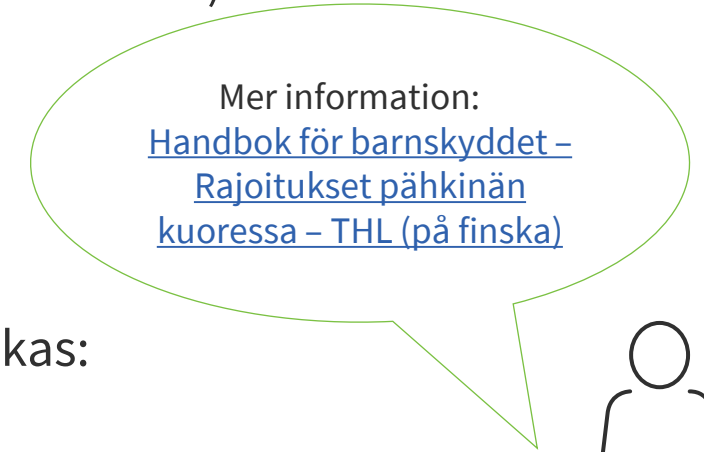 Mer information:
Handbok för barnskyddet –
Rajoitukset pähkinän
kuoressa – THL (på finska)
kas: